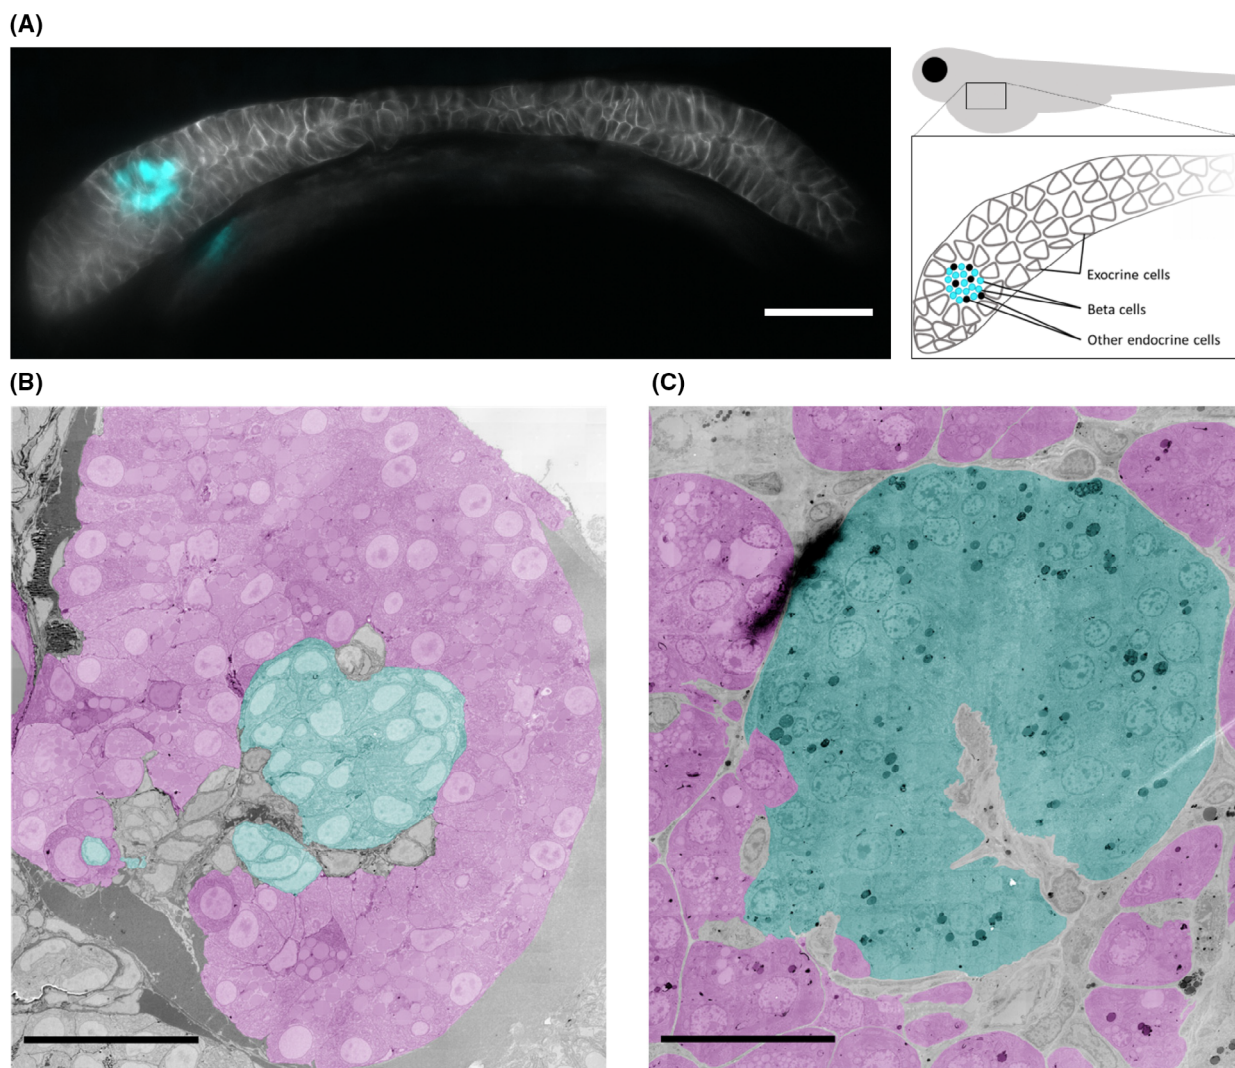 (A)
Exocrine cells
Beta cells
Other endocrine cells
(B)
(C)